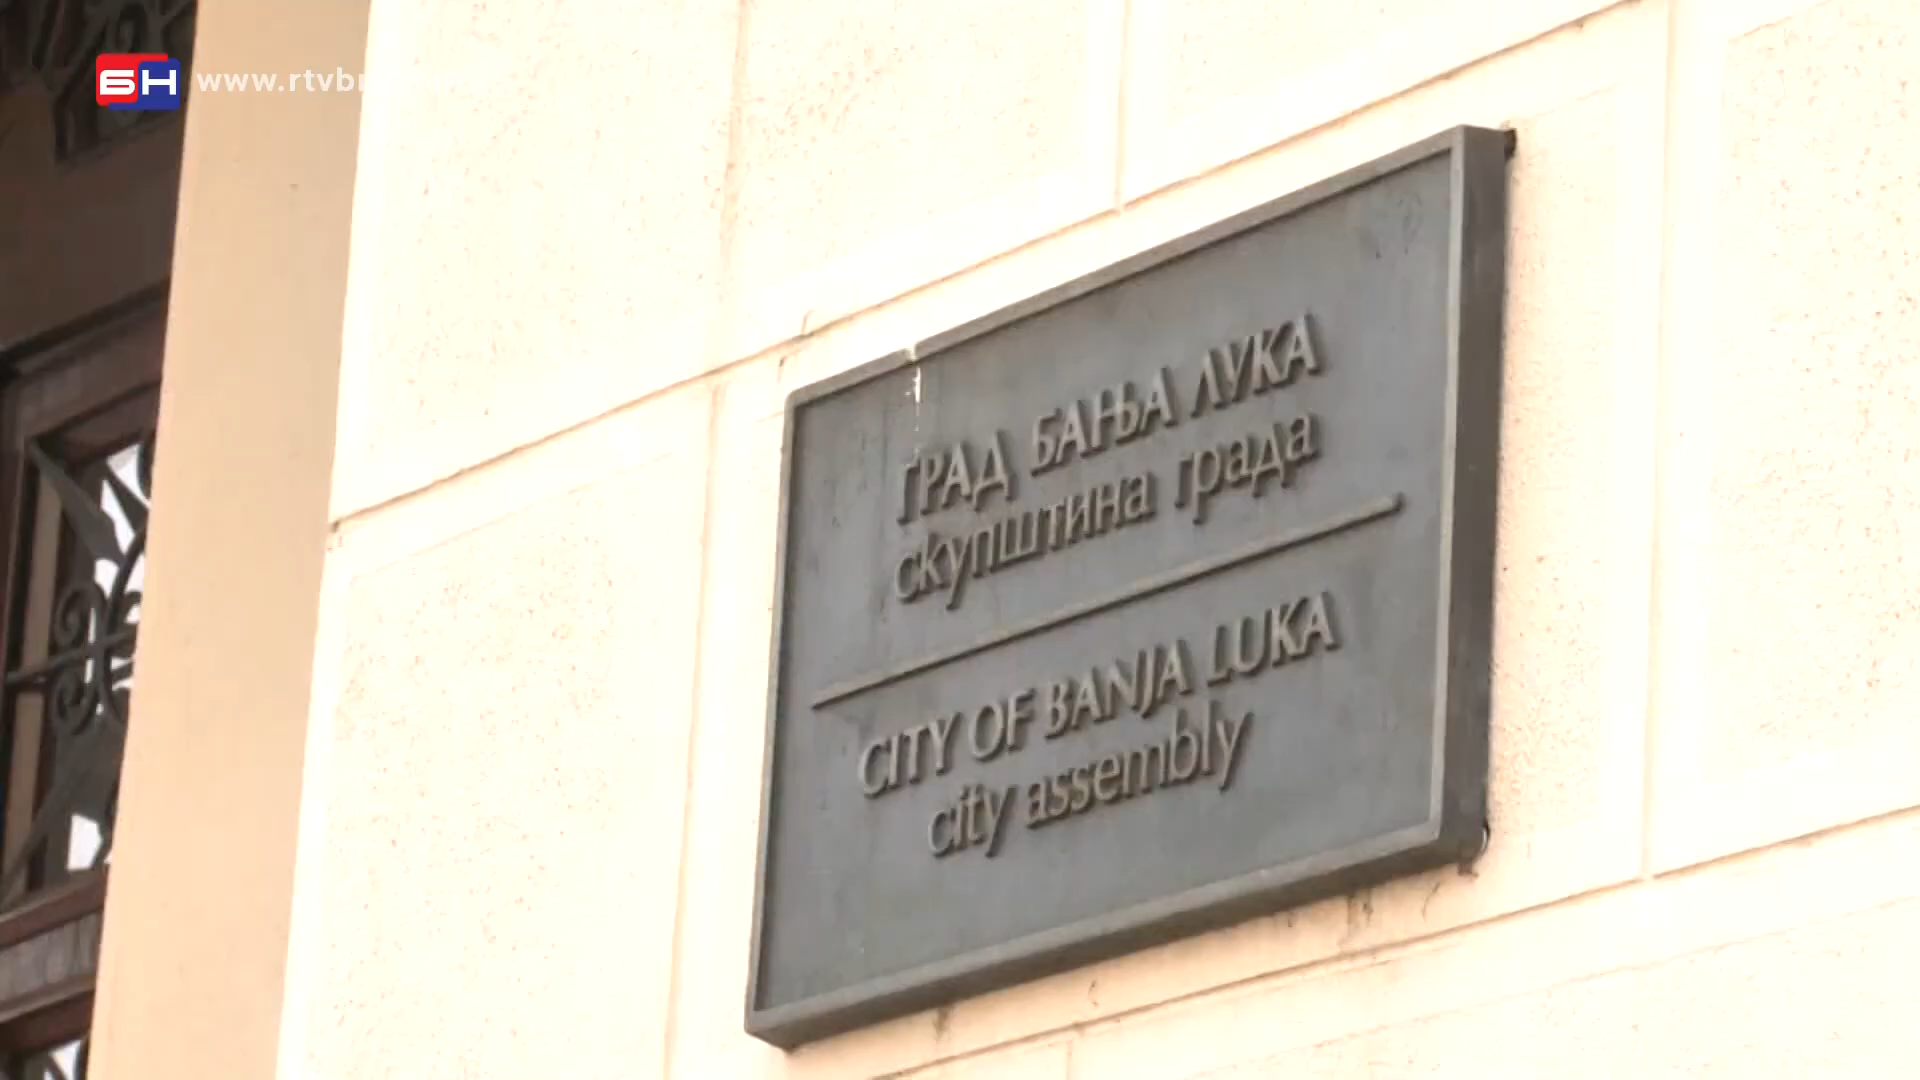 БН www.rtvbn
ГРАД БАЊА ЛУКА
скупштина града
CITY OF BANJA LUKA
city assembly